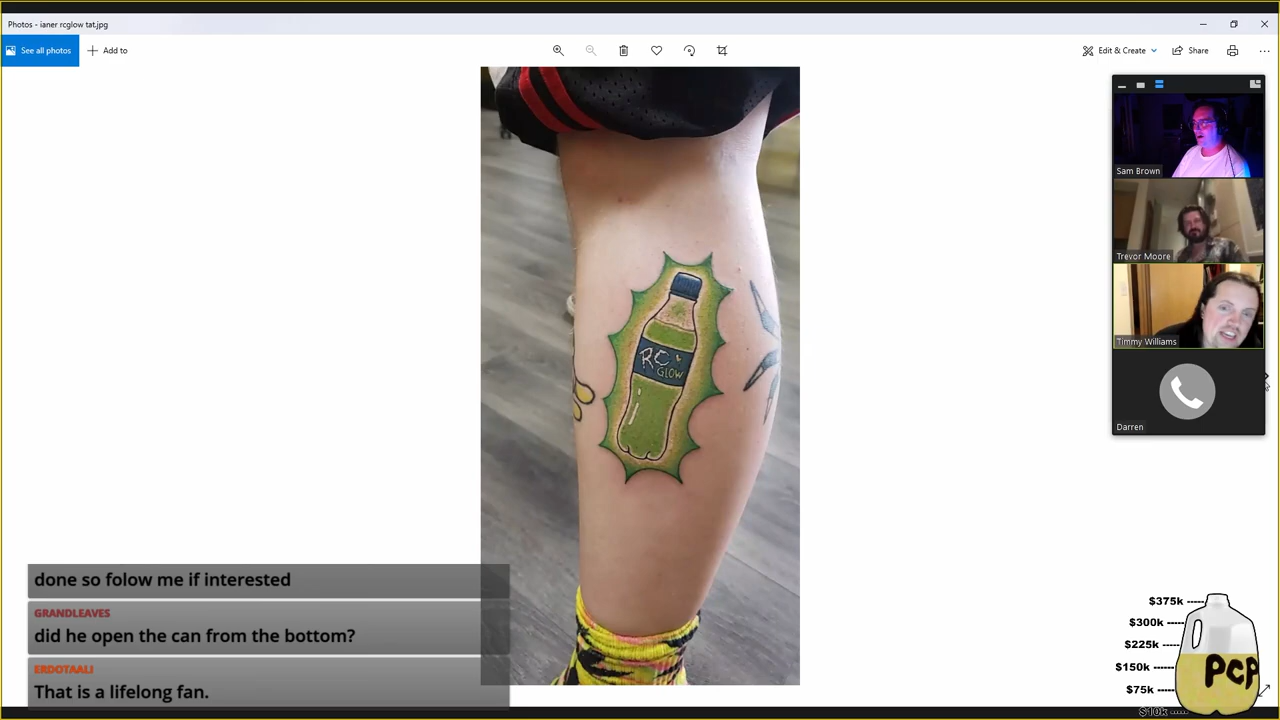 Photos - ianer rcglow tat.jpg
See all photos
Add to
Edit & Create
Share
Sam Brown
Trevor Moore
Timmy Williams
Darren
RC
GLOW
done so folow me if interested
GRANDLEAVES
did he open the can from the bottom?
ERDOTAALI
That is a lifelong fan.
$375k
$300k
$225k
$150k
$75k
$10k
PCP